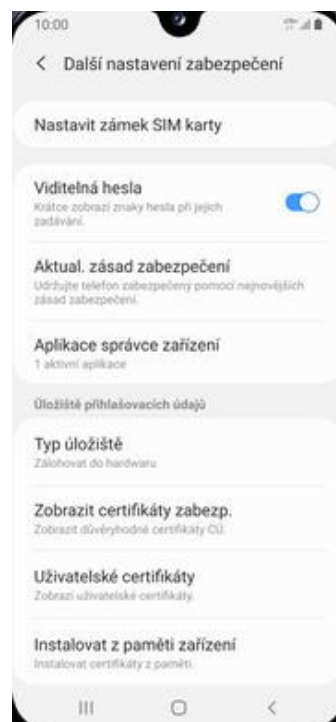 10:00
Další nastavení zabezpečení
Nastavit zámek SIM karty
Viditelná hesla
Krátce zobrazí znaky hesla při jejich
zadávání.
Aktual. zásad zabezpečení
Udržujte telefon zabezpečený pomocí nejnovějších
zásad zabezpečení.
Aplikace správce zařízení
1 aktivní aplikace
Úložiště přihlašovacích údajů
Typ úložiště
Zálohovat do hardwaru
Zobrazit certifikáty zabezp.
Zobrazit důvěryhodné certifikáty CÚ.
Uživatelské certifikáty
Zobrazí uživatelské certifikáty.
Instalovat z paměti zařízení
Instalovat certifikáty z paměti.